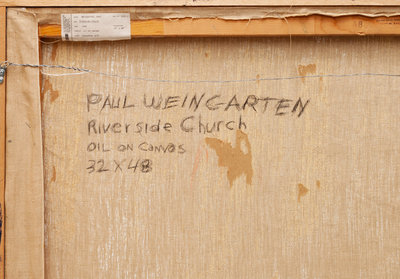 PAUL WEINGARTEN
Riverside Church
OIL ON CANVAS
32 X 48